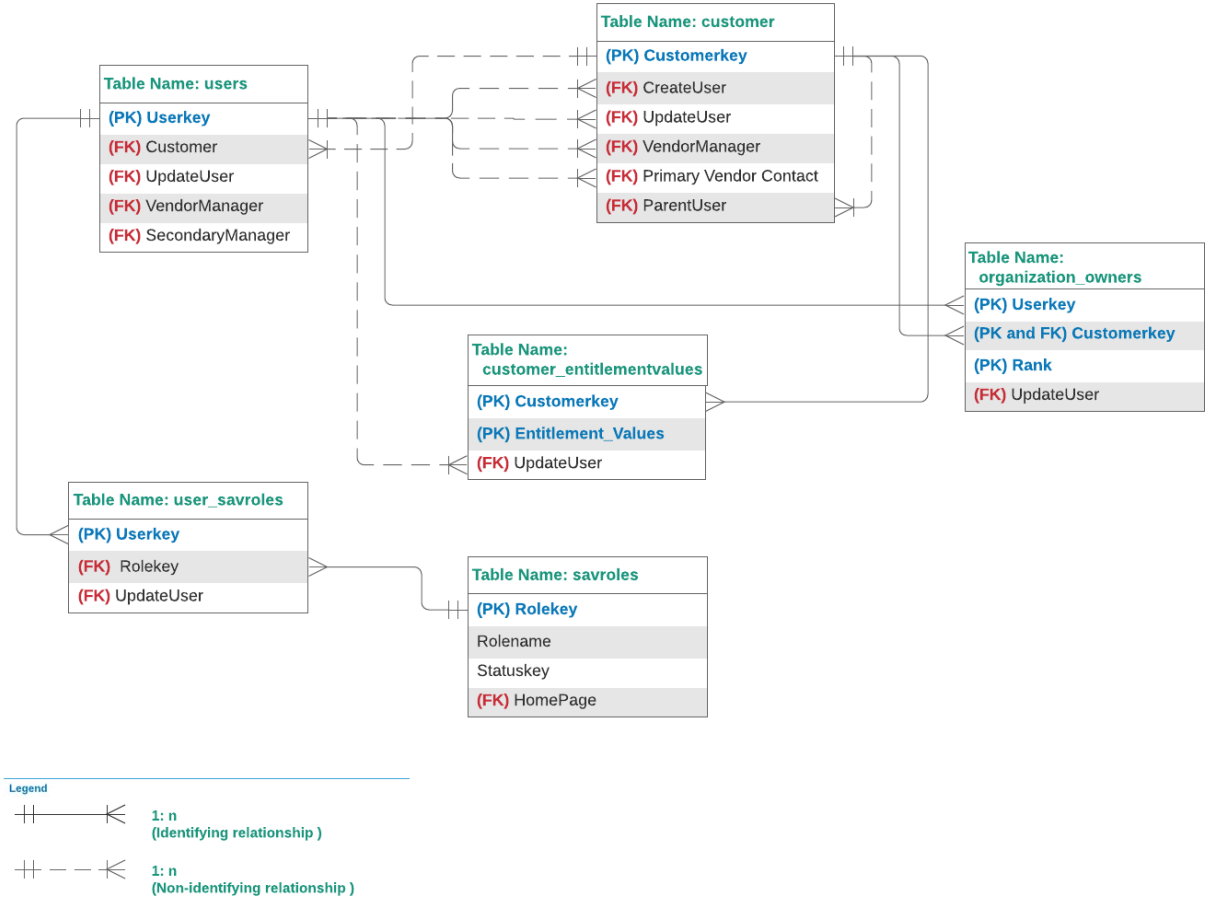 Table Name: customer
(PK) Customerkey
(FK) CreateUser
(FK) UpdateUser
(FK) VendorManager
(FK) Primary Vendor Contact
(FK) ParentUser
Table Name: users
(PK) Userkey
(FK) Customer
(FK) UpdateUser
(FK) VendorManager
(FK) SecondaryManager
Table Name:
organization_owners
(PK) Userkey
(PK and FK) Customerkey
(PK) Rank
(FK) UpdateUser
Table Name:
customer_entitlementvalues
(PK) Customerkey
(PK) Entitlement_Values
(FK) UpdateUser
Table Name: user_savroles
(PK) Userkey
(FK) Rolekey
(FK) UpdateUser
Table Name: savroles
(PK) Rolekey
Rolename
Statuskey
(FK) HomePage
Legend
1: n
(Identifying relationship )
1: n
(Non-identifying relationship )